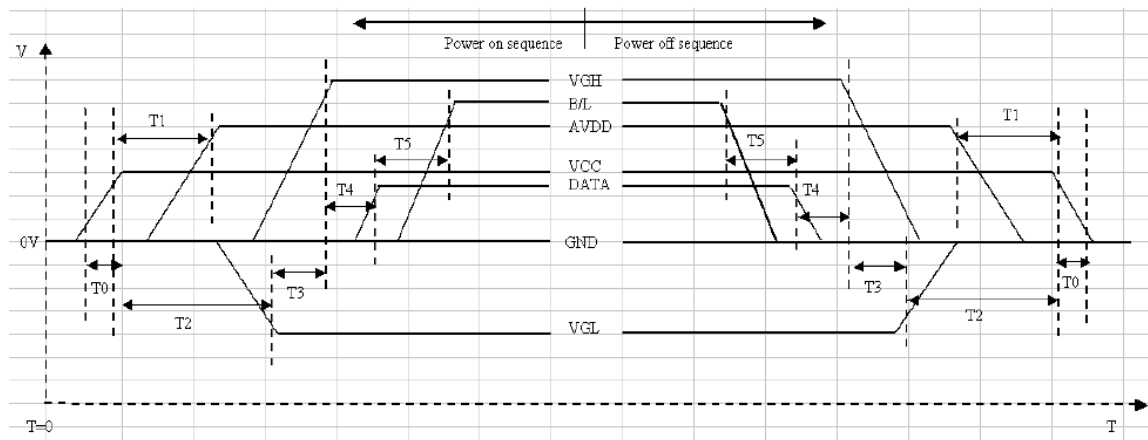 Power on sequence Power off sequence
V
VGH
B/L
T1 AVDD T1
T5 T5
VCC
T4 DATA T4
0V GND
T0 T3 T3 T0
T2 T2
VGL
T=0 T